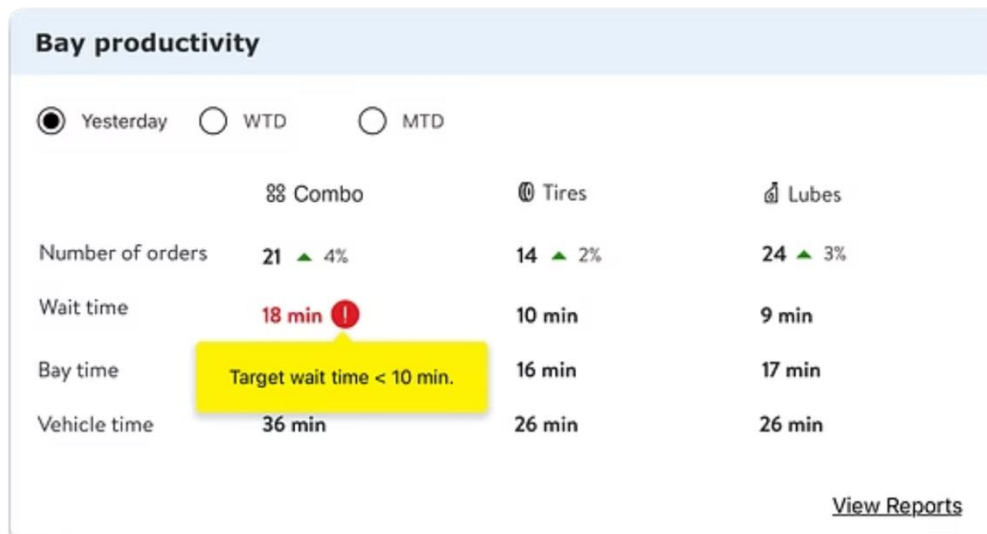 Bay productivity
Yesterday WTD MTD
Combo Tires Lubes
Number of orders 21 4% 14 2% 24 3%
Wait time 18 min ! 10 min 9 min
Target wait time < 10 min.
Bay time 16 min 17 min
Vehicle time 36 min 26 min 26 min
View Reports